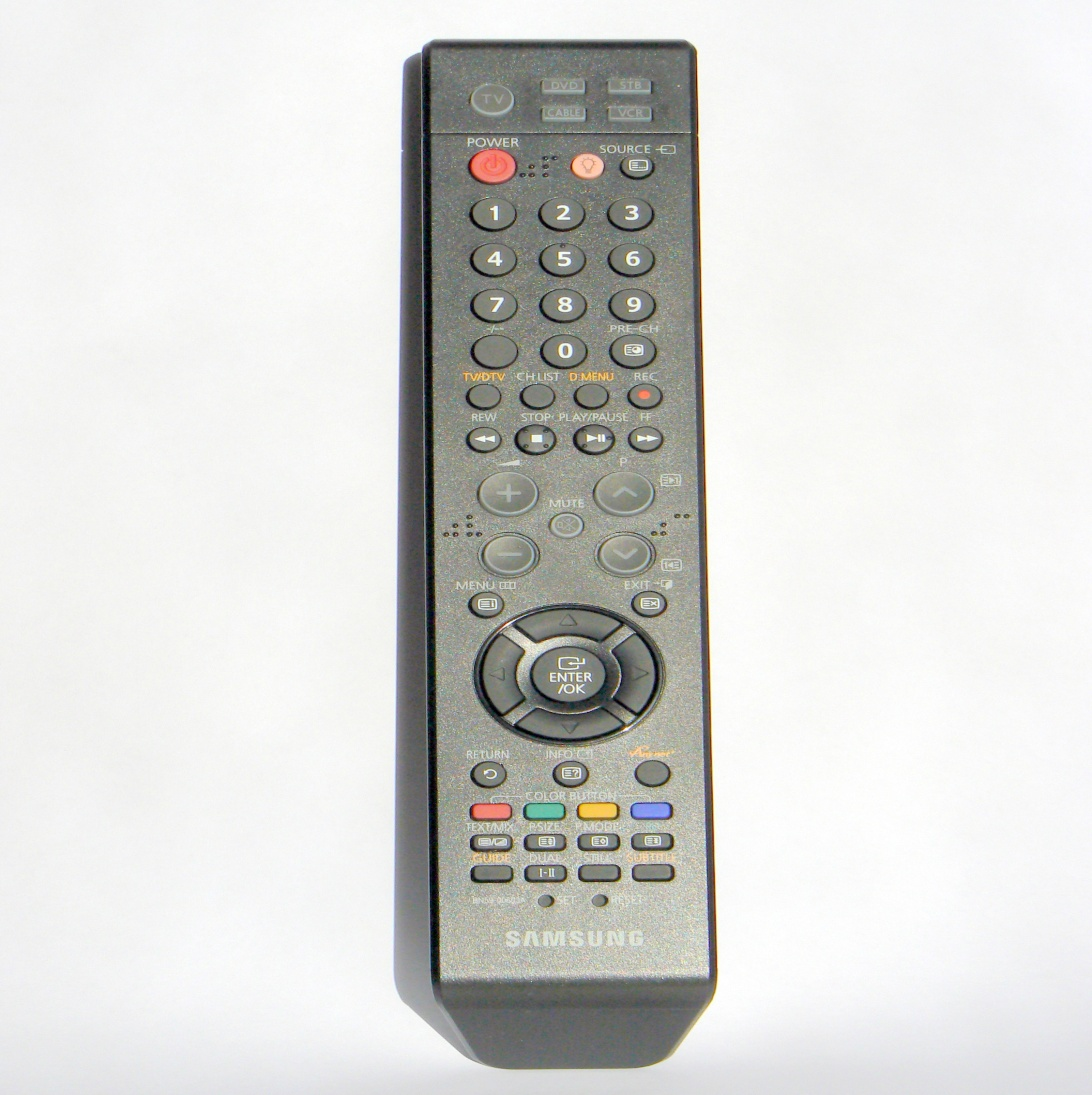 TV DVD STB
CABLE VCR
POWER SOURCE
1 2 3
4 5 6
7 8 9
-/-- PRE-CH
0
TV/DTV CH LIST D.MENU REC
REW STOP PLAY/PAUSE FF
P
+
MUTE
−
MENU EXIT
ENTER
/OK
RETURN INFO
COLOR BUTTON
TEXT/MIX P.SIZE P.MODE
GUIDE DUAL STILL SUBTITLE
I-II
SET RESET
SAMSUNG